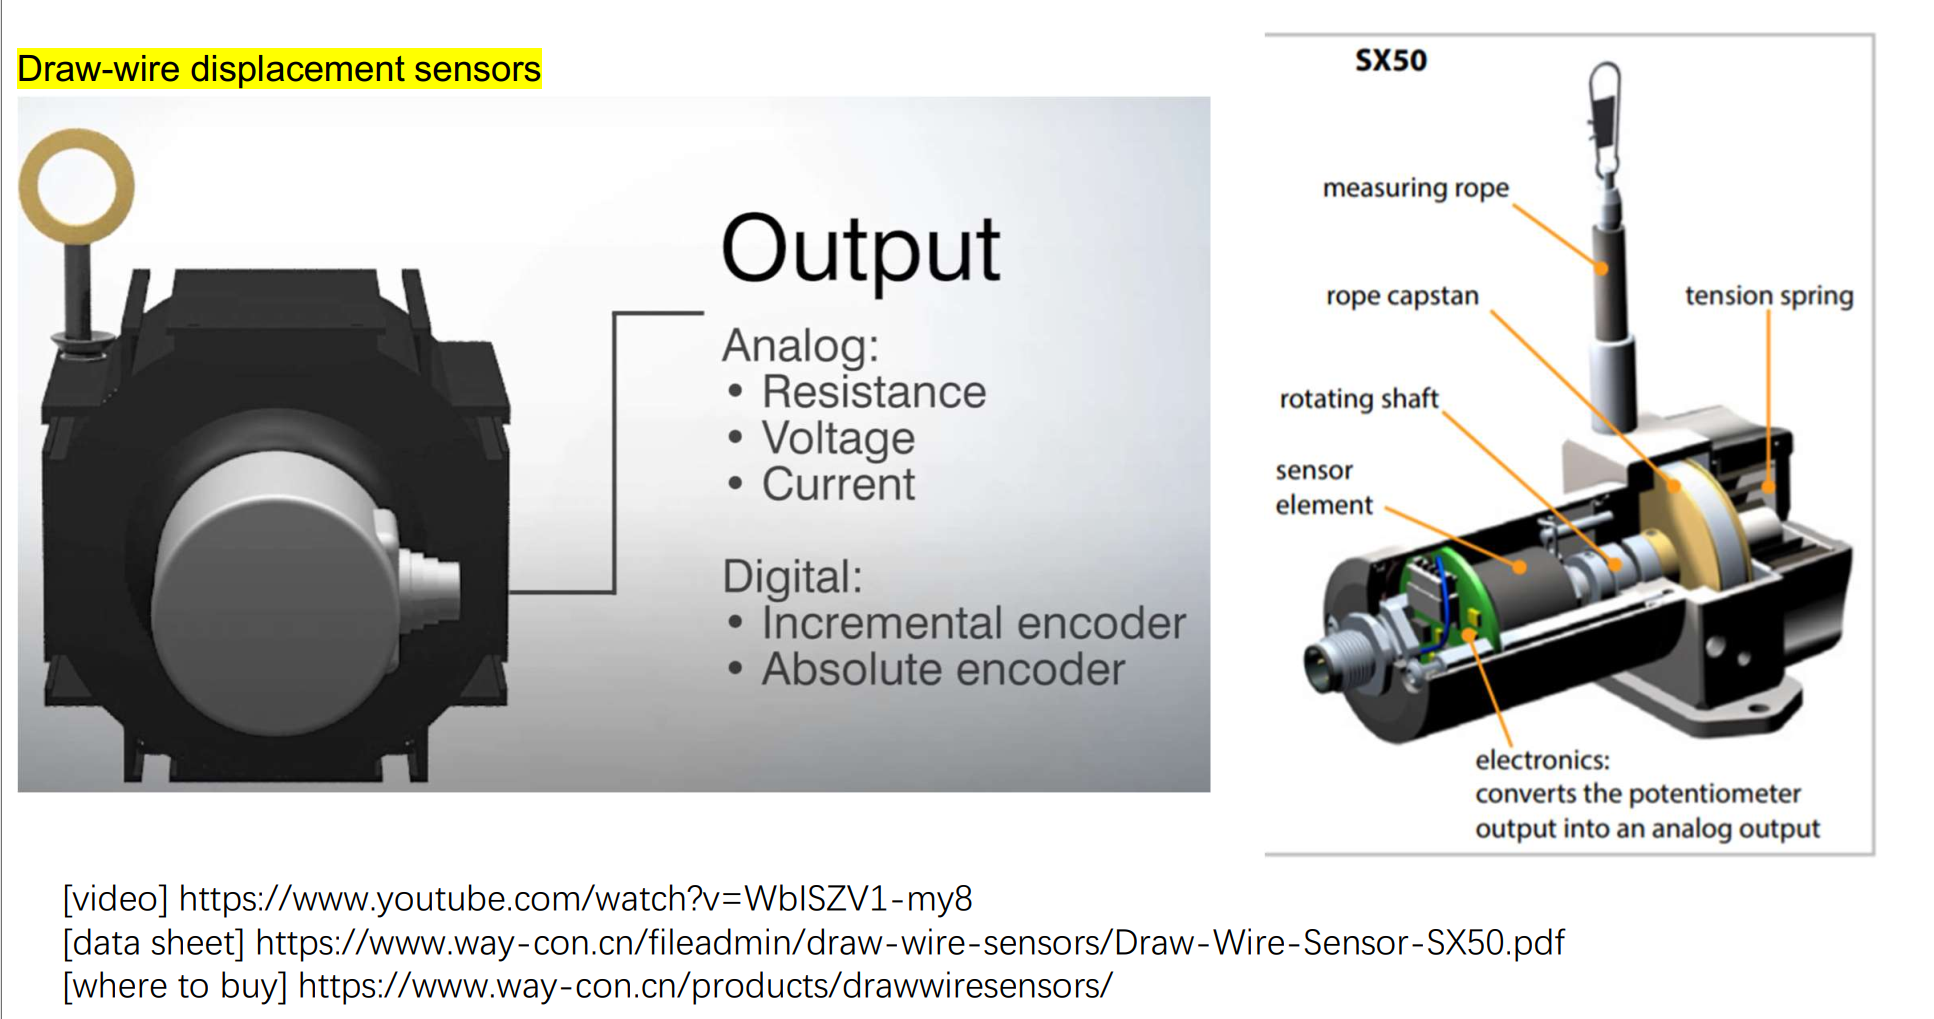 Draw-wire displacement sensors
Output
Analog:
• Resistance
• Voltage
• Current
Digital:
• Incremental encoder
• Absolute encoder
SX50
measuring rope
rope capstan
tension spring
rotating shaft
sensor
element
electronics:
converts the potentiometer
output into an analog output
[video] https://www.youtube.com/watch?v=WbISZV1-my8
[data sheet] https://www.way-con.cn/fileadmin/draw-wire-sensors/Draw-Wire-Sensor-SX50.pdf
[where to buy] https://www.way-con.cn/products/drawwiresensors/